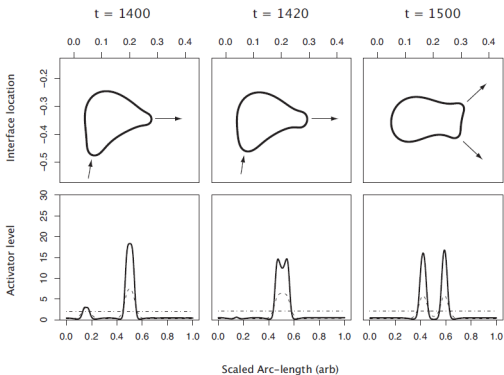 t = 1400 t = 1420 t = 1500
0.0 0.1 0.2 0.3 0.4 0.0 0.1 0.2 0.3 0.4 0.0 0.1 0.2 0.3 0.4
Interface location
-0.2
-0.3
-0.4
-0.5
Activator level
30
25
20
15
10
5
0
0.0 0.2 0.4 0.6 0.8 1.0 0.0 0.2 0.4 0.6 0.8 1.0 0.0 0.2 0.4 0.6 0.8 1.0
Scaled Arc-length (arb)